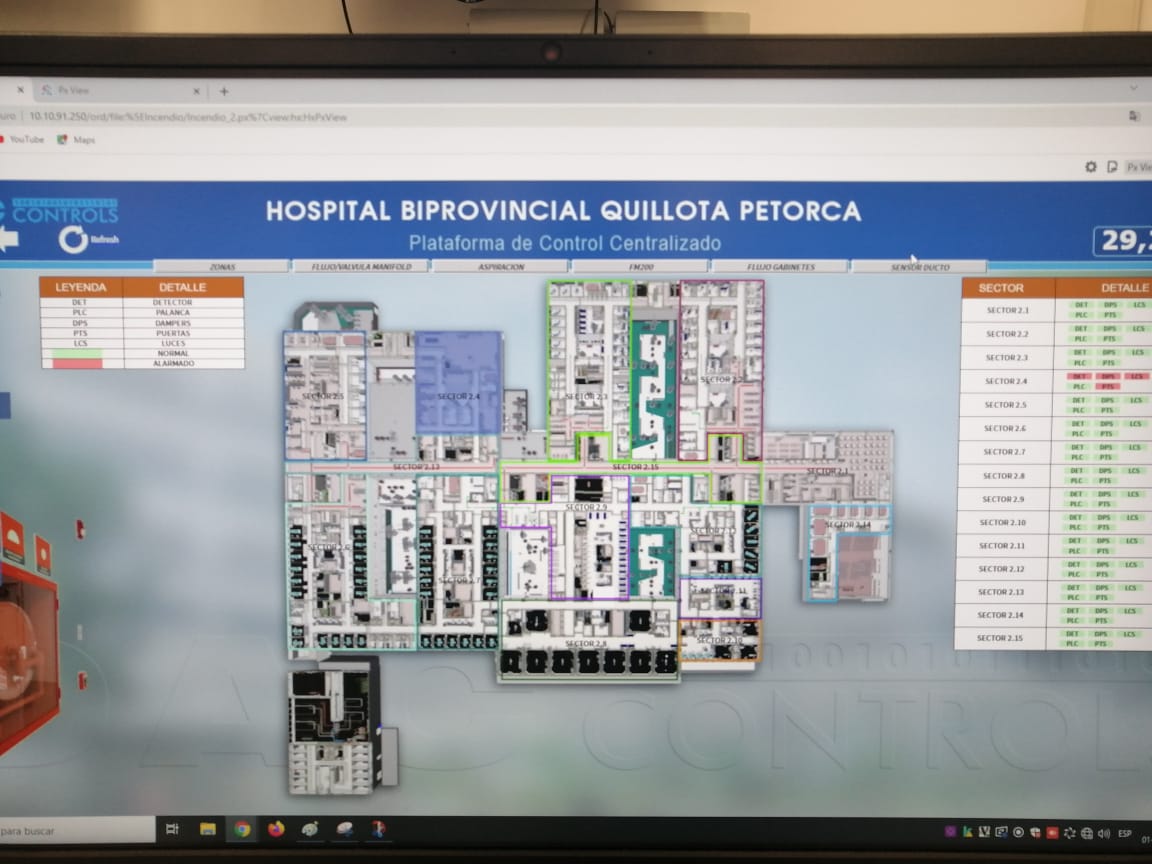 Px View
10.10.91.250/ord/file:%5EIncendio/Incendio_2.px%7Cview:hx:HxPxView
YouTube
Maps
CONTROLS
Refresh
HOSPITAL BIPROVINCIAL QUILLOTA PETORCA
Plataforma de Control Centralizado
29,
ZONAS
FLUJO/VALVULA MANIFOLD
ASPIRACION
FM200
FLUJO GABINETES
SENSOR DUCTO
LEYENDA DETALLE
DET DETECTOR
PLC PALANCA
DPS DAMPERS
PTS PUERTAS
LCS LUCES
NORMAL
ALARMADO
SECTOR 2.5
SECTOR 2.4
SECTOR 2.3
SECTOR 2.13
SECTOR 2.15
SECTOR 2.1
SECTOR 2.9
SECTOR 2.14
SECTOR 2.7
SECTOR 2.11
SECTOR 2.8
SECTOR 2.10
SECTOR DETALLE
SECTOR 2.1 DET DPS LCS
PLC PTS
SECTOR 2.2 DET DPS LCS
PLC PTS
SECTOR 2.3 DET DPS LCS
PLC PTS
SECTOR 2.4 DET DPS LCS
PLC PTS
SECTOR 2.5 DET DPS LCS
PLC PTS
SECTOR 2.6 DET DPS LCS
PLC PTS
SECTOR 2.7 DET DPS LCS
PLC PTS
SECTOR 2.8 DET DPS LCS
PLC PTS
SECTOR 2.9 DET DPS LCS
PLC PTS
SECTOR 2.10 DET DPS LCS
PLC PTS
SECTOR 2.11 DET DPS LCS
PLC PTS
SECTOR 2.12 DET DPS LCS
PLC PTS
SECTOR 2.13 DET DPS LCS
PLC PTS
SECTOR 2.14 DET DPS LCS
PLC PTS
SECTOR 2.15 DET DPS LCS
PLC PTS
CONTROL
para buscar
ESP